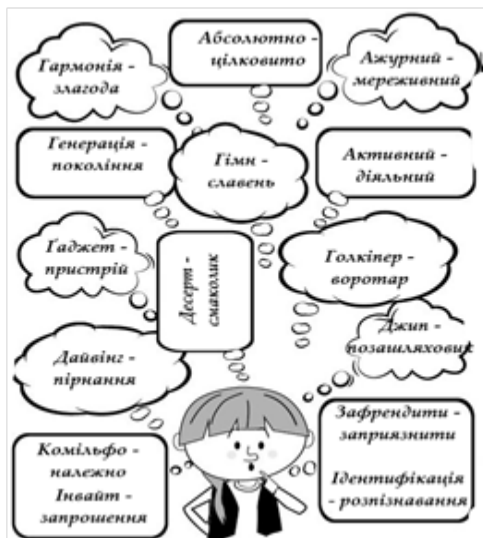 Абсолютно -
цілковито
Гармонія -
злагода
Ажурний -
мереживний
Генерація -
покоління
Гімн -
славень
Активний -
діяльний
Ґаджет -
пристрій
Десерт -
смаколик
Голкіпер -
воротар
Дайвінг -
пірнання
Джип -
позашляховик
Комільфо -
належно
Інвайт -
запрошення
Зафрендити -
заприязнити
Ідентифікація
- розпізнавання